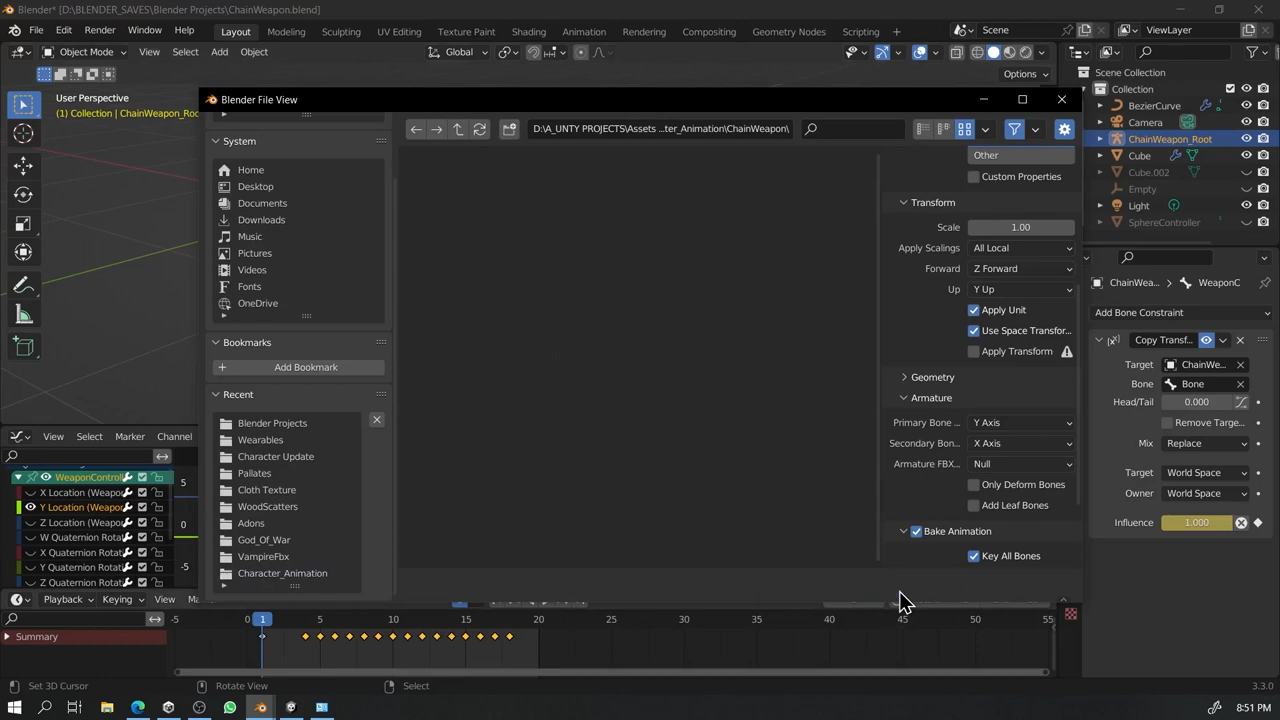 Blender* [D:\BLENDER_SAVES\Blender Projects\ChainWeapon.blend]
File Edit Render Window Help Layout Modeling Sculpting UV Editing Texture Paint Shading Animation Rendering Compositing Geometry Nodes Scripting + Scene ViewLayer
Object Mode View Select Add Object Global
Options
User Perspective
(1) Collection | ChainWeapon_Roo
Blender File View
D:\A_UNTY PROJECTS\Assets ...ter_Animation\ChainWeapon\
System
Home
Desktop
Documents
Downloads
Music
Pictures
Videos
Fonts
OneDrive
Bookmarks
Add Bookmark
Recent
Blender Projects
Wearables
Character Update
Pallates
Cloth Texture
WoodScatters
Adons
God_Of_War
VampireFbx
Character_Animation
Other
Custom Properties
Transform
Scale 1.00
Apply Scalings All Local
Forward Z Forward
Up Y Up
Apply Unit
Use Space Transfor...
Apply Transform
Geometry
Armature
Primary Bone ... Y Axis
Secondary Bon... X Axis
Armature FBX... Null
Only Deform Bones
Add Leaf Bones
Bake Animation
Key All Bones
Scene Collection
Collection
BezierCurve
Camera
ChainWeapon_Root
Cube
Cube.002
Empty
Light
SphereController
ChainWea... WeaponC
Add Bone Constraint
Copy Transf...
Target ChainWe...
Bone Bone
Head/Tail 0.000
Remove Targe...
Mix Replace
Target World Space
Owner World Space
Influence 1.000
View Select Marker Channel
WeaponControll
X Location (Weapo
Y Location (Weapor
Z Location (Weapo
W Quaternion Rotat
X Quaternion Rotat
Y Quaternion Rotat
Z Quaternion Rotat
5
0
-5
Playback Keying View
Summary
-5 0 1 5 10 15 20 25 30 35 40 45 50 55
Set 3D Cursor Rotate View Select 3.3.0
8:51 PM